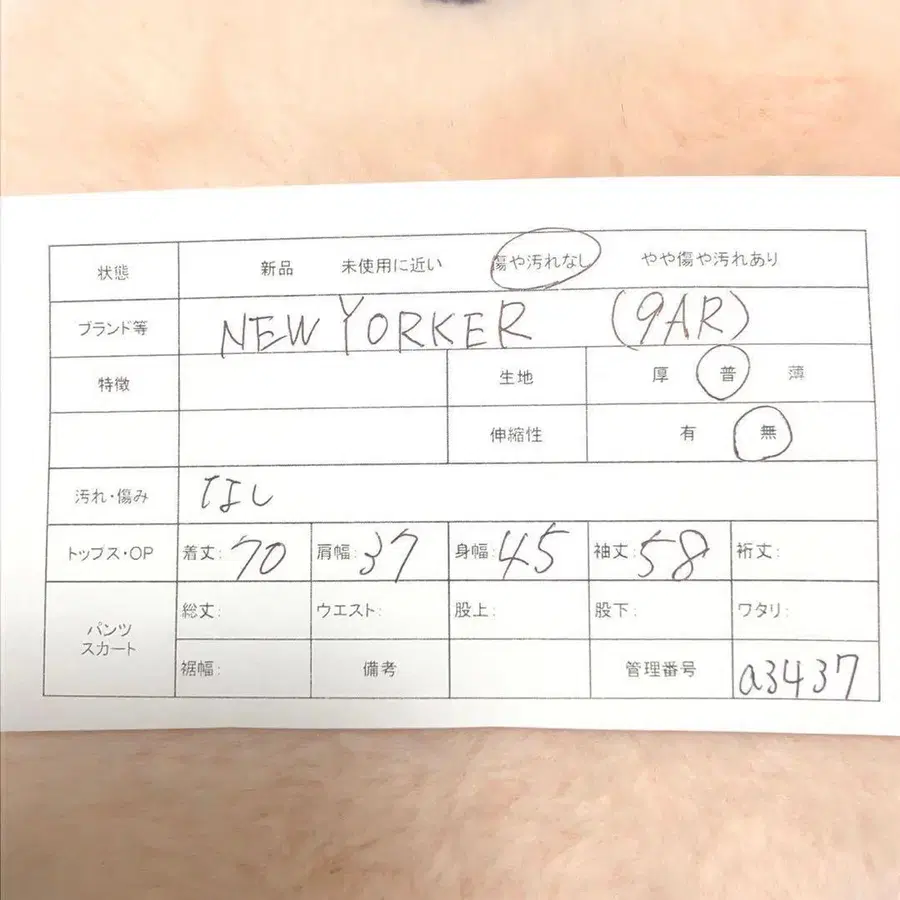 状態 新品 未使用に近い 傷や汚れなし やや傷や汚れあり
ブランド等 NEW YORKER (9AR)
特徴 生地 厚 普 薄
伸縮性 有 無
汚れ・傷み なし
トップス・OP 着丈: 70 肩幅: 37 身幅: 45 袖丈: 58 裄丈:
パンツ スカート 総丈: ウエスト: 股上: 股下: ワタリ:
裾幅: 備考 管理番号 a3437